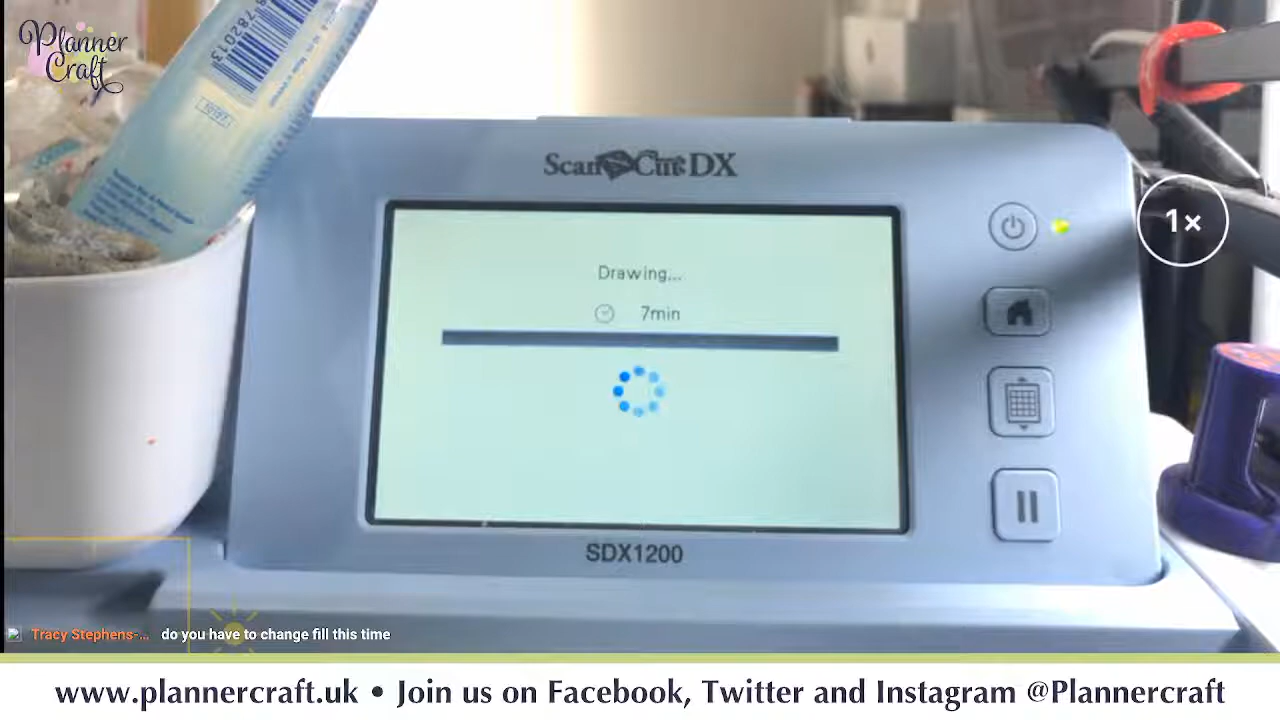 Planner
Craft
782013
ScanNCut DX
1×
Drawing...
7min
SDX1200
Tracy Stephens-... do you have to change fill this time
www.plannercraft.uk • Join us on Facebook, Twitter and Instagram @Plannercraft